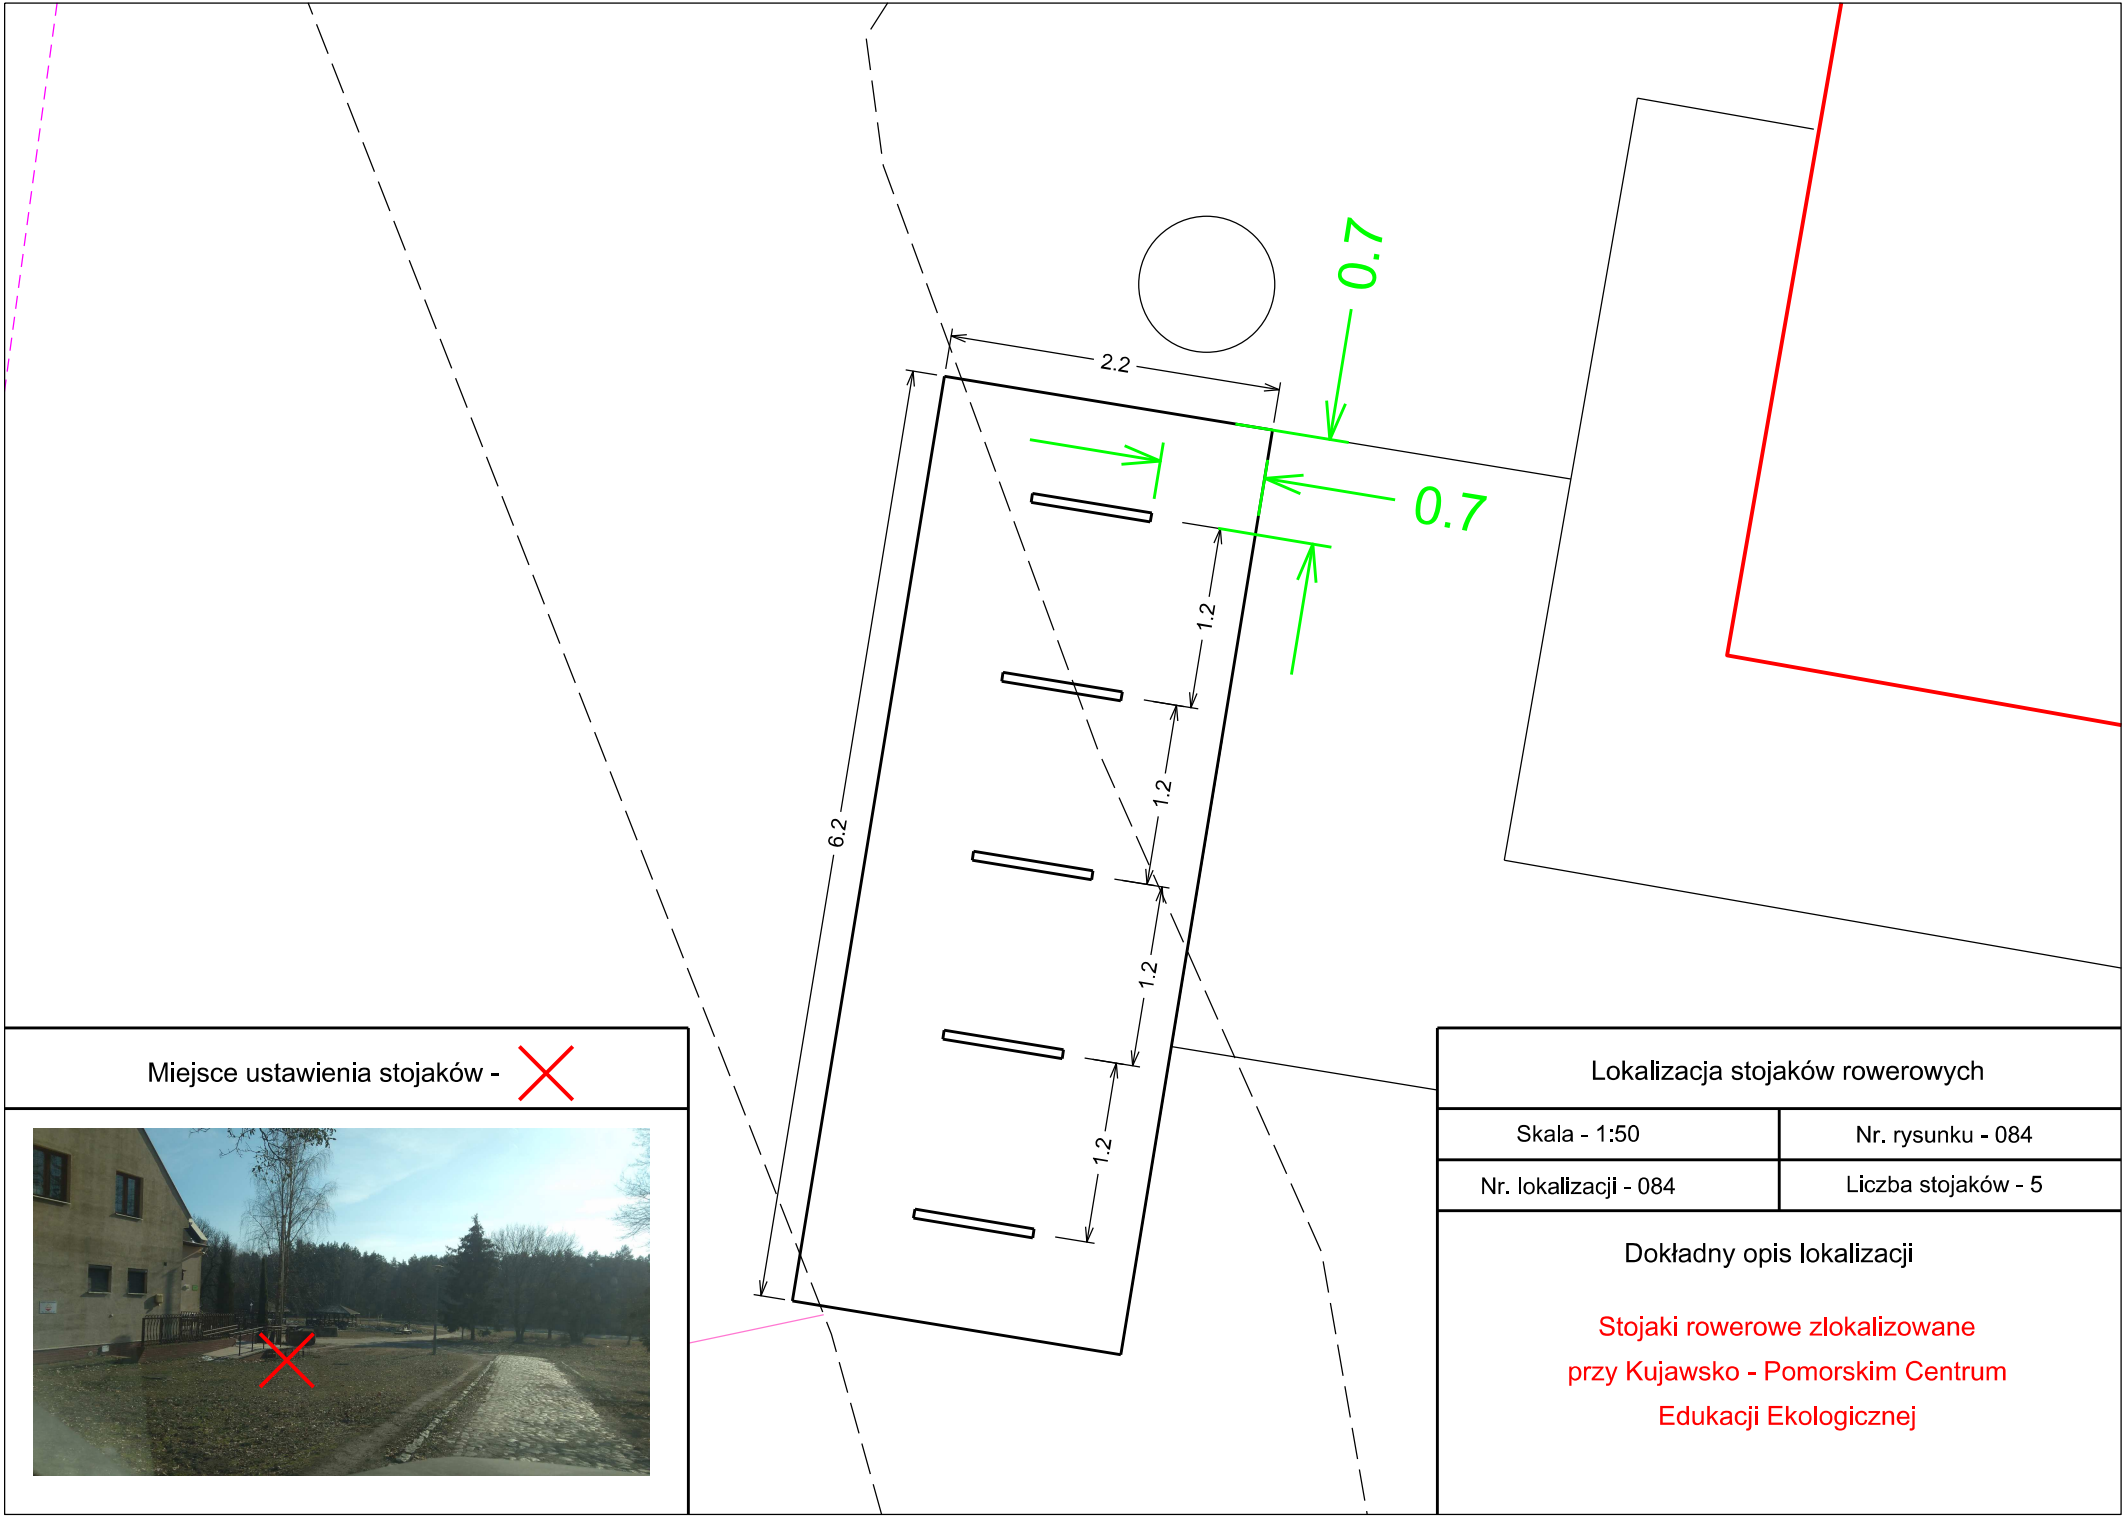 0.7
2.2
0.7
1.2
1.2
6.2
1.2
1.2
Miejsce ustawienia stojaków -
Lokalizacja stojaków rowerowych
Skala - 1:50
Nr. rysunku - 084
Nr. lokalizacji - 084
Liczba stojaków - 5
Dokładny opis lokalizacji
Stojaki rowerowe zlokalizowane
przy Kujawsko - Pomorskim Centrum
Edukacji Ekologicznej